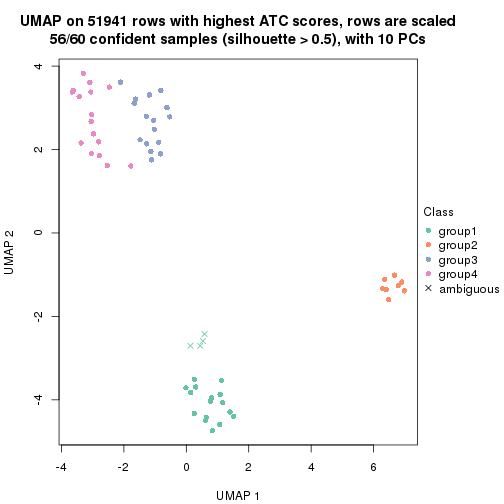 UMAP on 51941 rows with highest ATC scores, rows are scaled
56/60 confident samples (silhouette > 0.5), with 10 PCs
4
2
0
-2
-4
UMAP 2
-4
-2
0
2
4
6
UMAP 1
Class
group1
group2
group3
group4
ambiguous